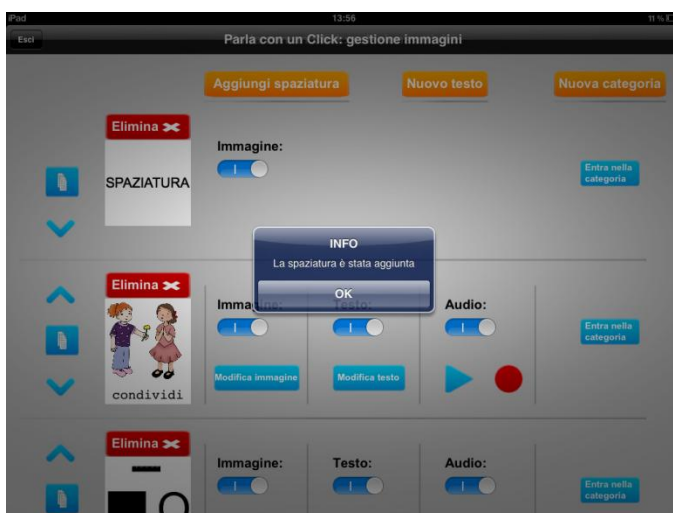 iPad
13:56
11 %
Esci
Parla con un Click: gestione immagini
Aggiungi spaziatura
Nuovo testo
Nuova categoria
Elimina
SPAZIATURA
Immagine:
Entra nella
categoria
INFO
La spaziatura è stata aggiunta
OK
Elimina
condividi
Immagine:
Testo:
Audio:
Modifica immagine
Modifica testo
Entra nella
categoria
Elimina
Immagine:
Testo:
Audio:
Entra nella
categoria